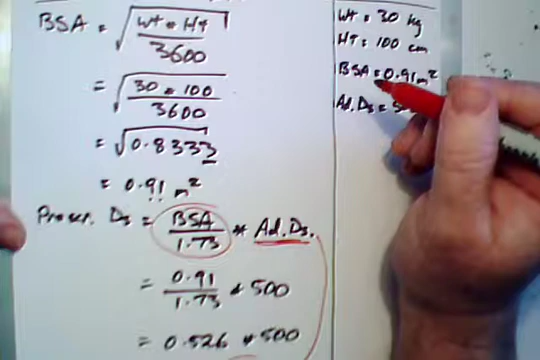 BSA = √(Wt * Ht / 3600)
= √(30 * 100 / 3600)
= √0.8333
= 0.91 m²
Prescr. Ds = BSA / 1.73 * Ad. Ds.
= 0.91 / 1.73 * 500
= 0.526 * 500
Wt = 30 kg
Ht = 100 cm
BSA = 0.91 m²
Ad. Ds =